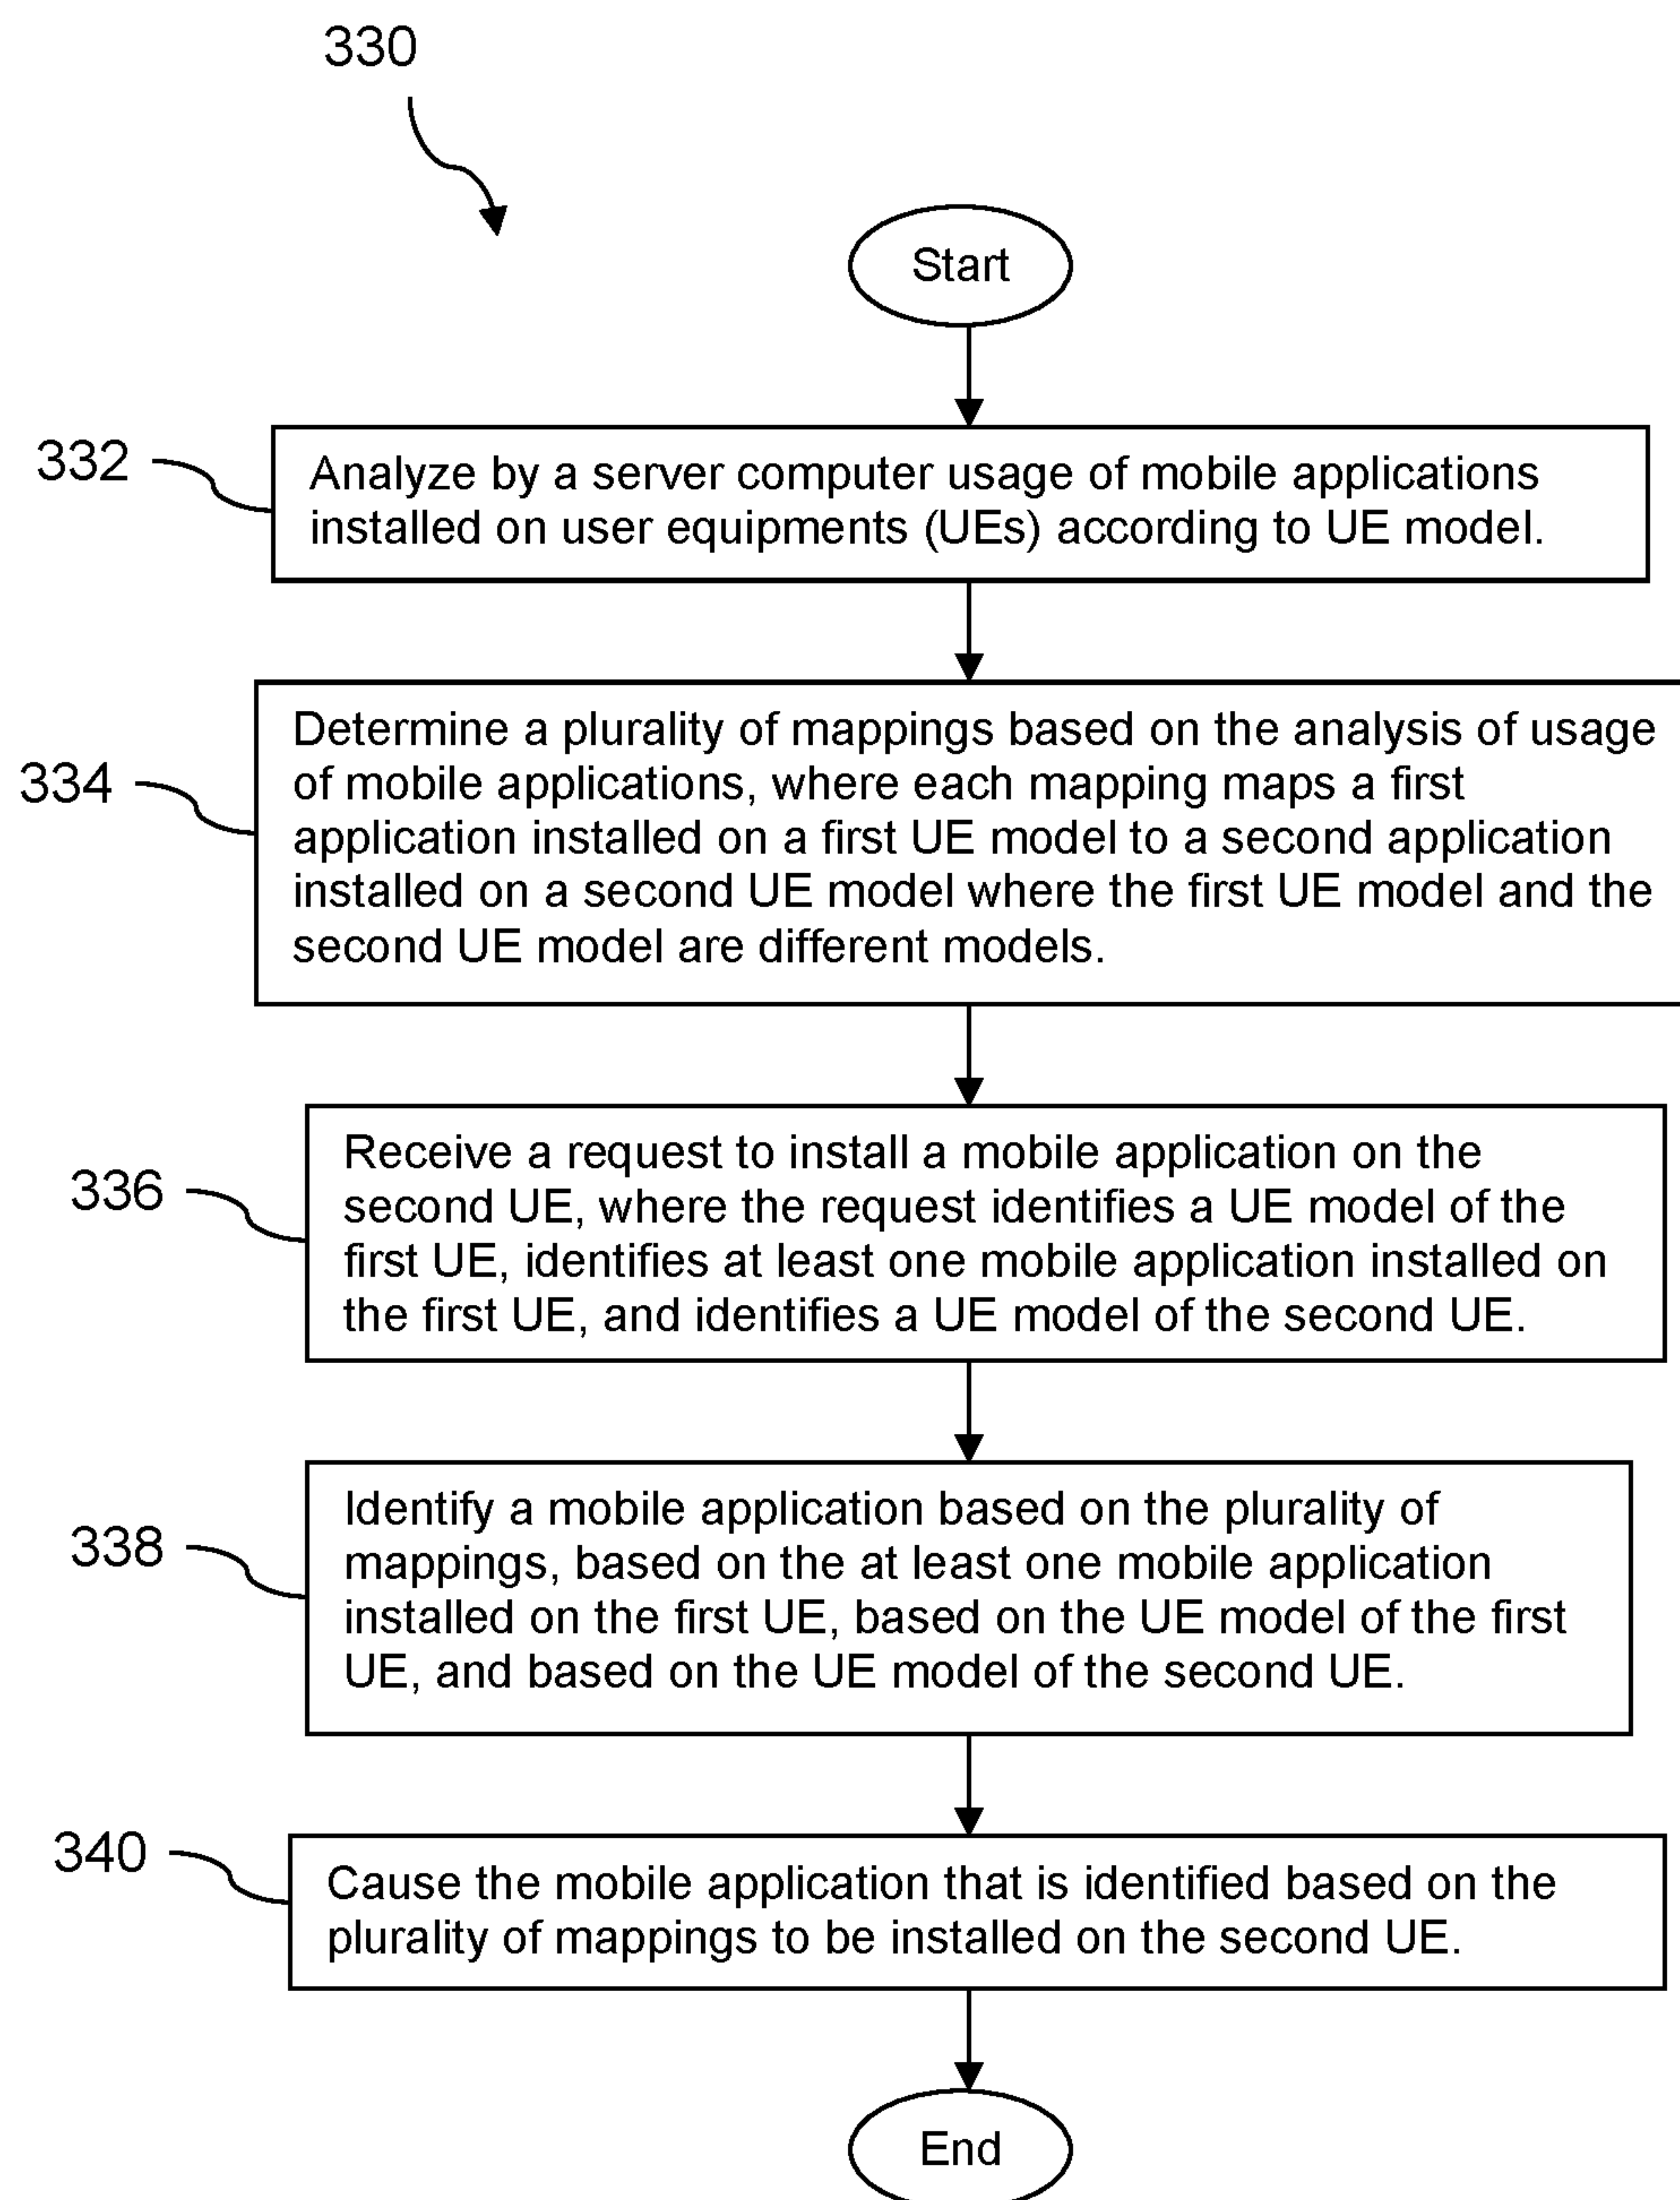 330
Start
332
Analyze by a server computer usage of mobile applications
installed on user equipments (UEs) according to UE model.
334
Determine a plurality of mappings based on the analysis of usage
of mobile applications, where each mapping maps a first
application installed on a first UE model to a second application
installed on a second UE model where the first UE model and the
second UE model are different models.
336
Receive a request to install a mobile application on the
second UE, where the request identifies a UE model of the
first UE, identifies at least one mobile application installed on
the first UE, and identifies a UE model of the second UE.
338
Identify a mobile application based on the plurality of
mappings, based on the at least one mobile application
installed on the first UE, based on the UE model of the first
UE, and based on the UE model of the second UE.
340
Cause the mobile application that is identified based on the
plurality of mappings to be installed on the second UE.
End